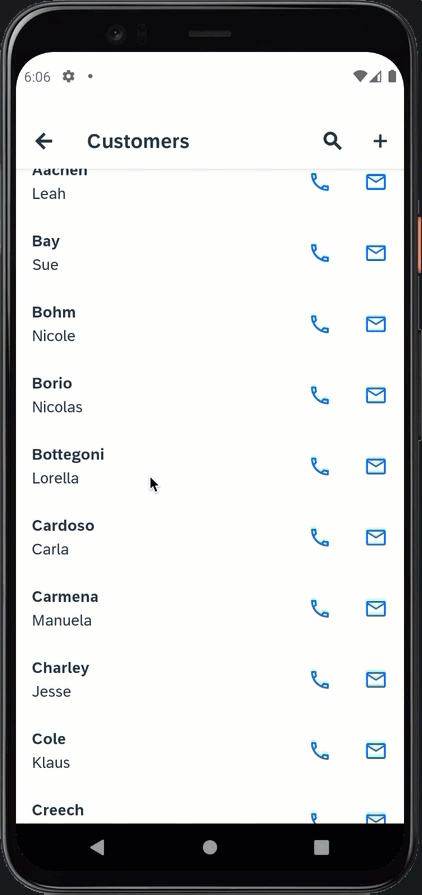 6:06
Customers
Aachen
Leah
Bay
Sue
Bohm
Nicole
Borio
Nicolas
Bottegoni
Lorella
Cardoso
Carla
Carmena
Manuela
Charley
Jesse
Cole
Klaus
Creech